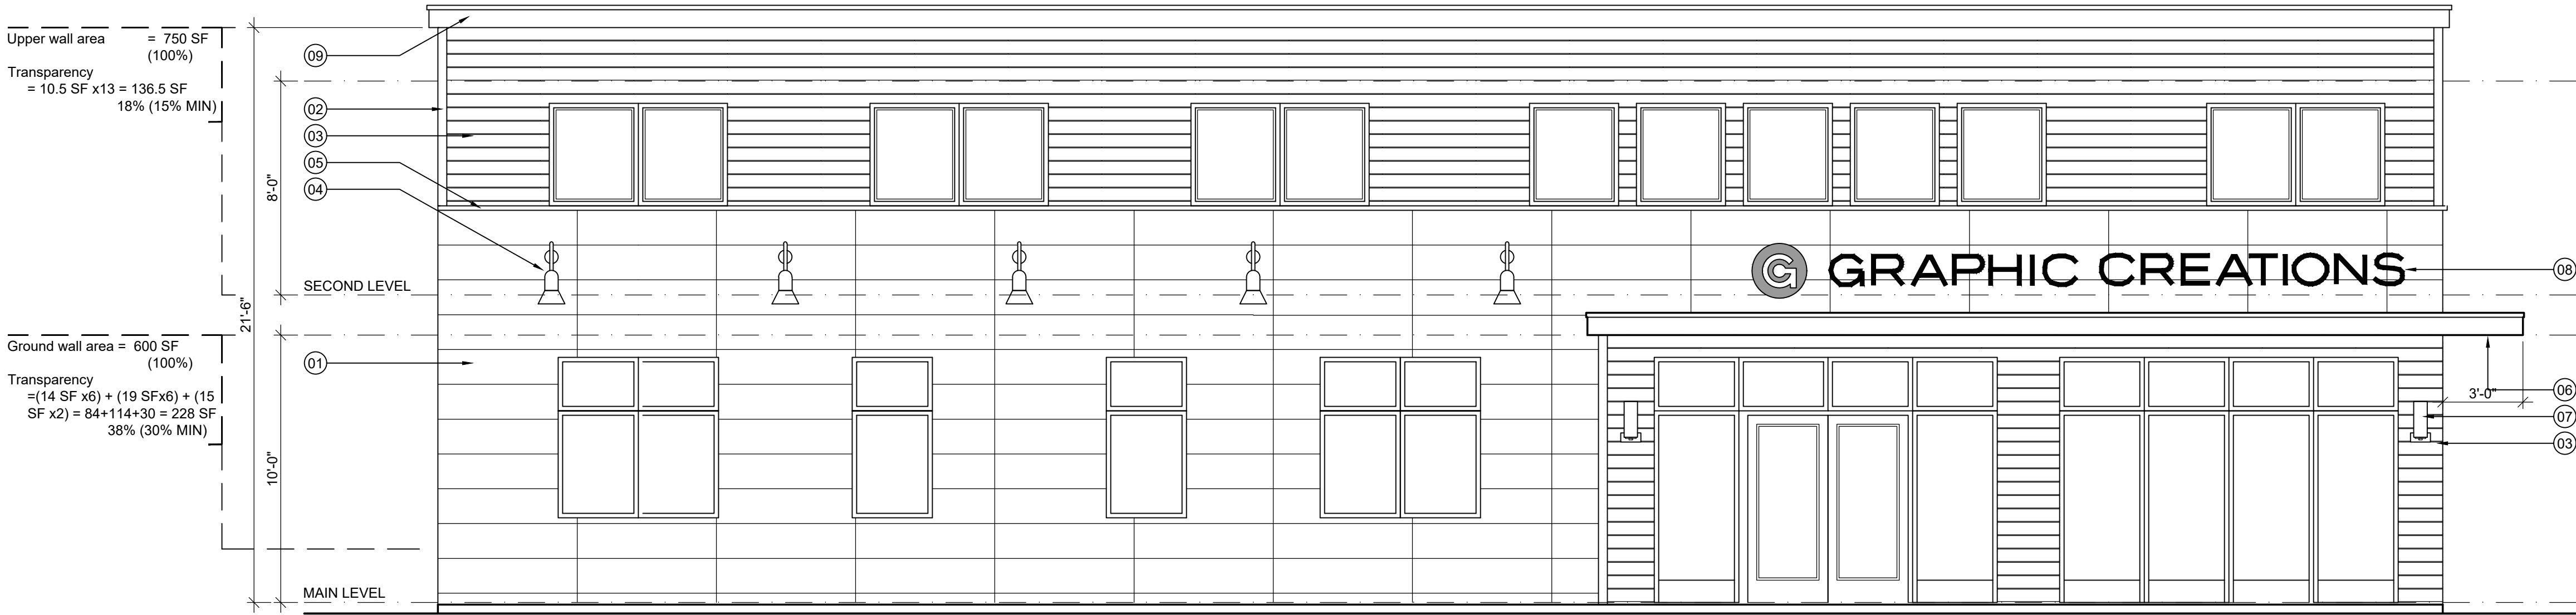 Upper wall area = 750 SF
(100%)
Transparency
= 10.5 SF x13 = 136.5 SF
18% (15% MIN)
09
02
03
05
04
8'-0"
21'-6"
SECOND LEVEL
G GRAPHIC CREATIONS
08
Ground wall area = 600 SF
(100%)
Transparency
=(14 SF x6) + (19 SFx6) + (15
SF x2) = 84+114+30 = 228 SF
38% (30% MIN)
01
10'-0"
3'-0"
06
07
03
MAIN LEVEL